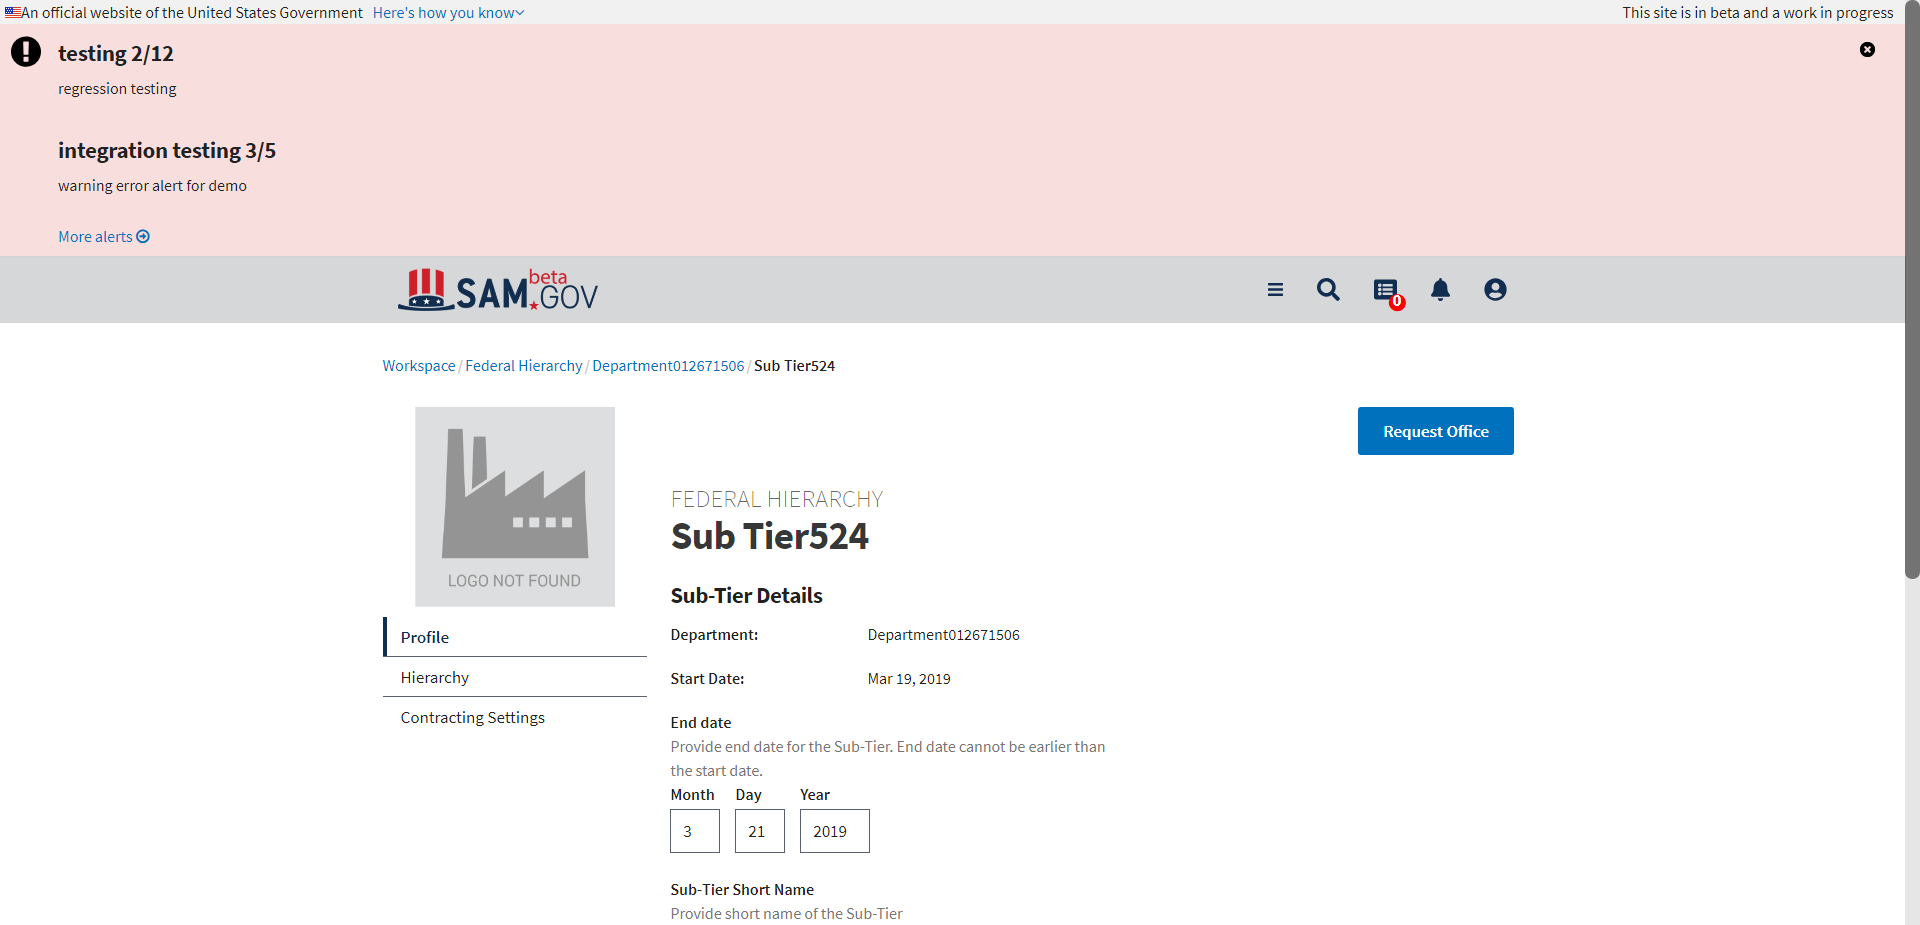 An official website of the United States Government Here's how you know
This site is in beta and a work in progress
testing 2/12
regression testing
integration testing 3/5
warning error alert for demo
More alerts
SAM.GOV beta
0
Workspace / Federal Hierarchy / Department012671506 / Sub Tier524
LOGO NOT FOUND
Request Office
Profile
Hierarchy
Contracting Settings
FEDERAL HIERARCHY
Sub Tier524
Sub-Tier Details
Department: Department012671506
Start Date: Mar 19, 2019
End date
Provide end date for the Sub-Tier. End date cannot be earlier than
the start date.
Month Day Year
3 21 2019
Sub-Tier Short Name
Provide short name of the Sub-Tier